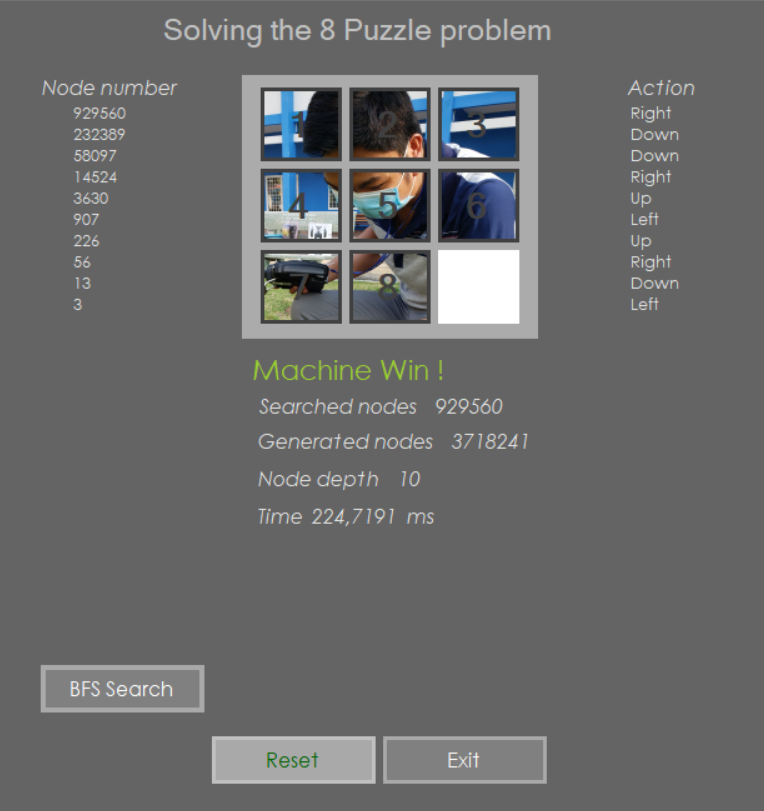 Solving the 8 Puzzle problem
Node number
929560
232389
58097
14524
3630
907
226
56
13
3
1 2 3
4 5 6
8
Action
Right
Down
Down
Right
Up
Left
Up
Right
Down
Left
Machine Win !
Searched nodes 929560
Generated nodes 3718241
Node depth 10
Time 224,7191 ms
BFS Search
Reset Exit